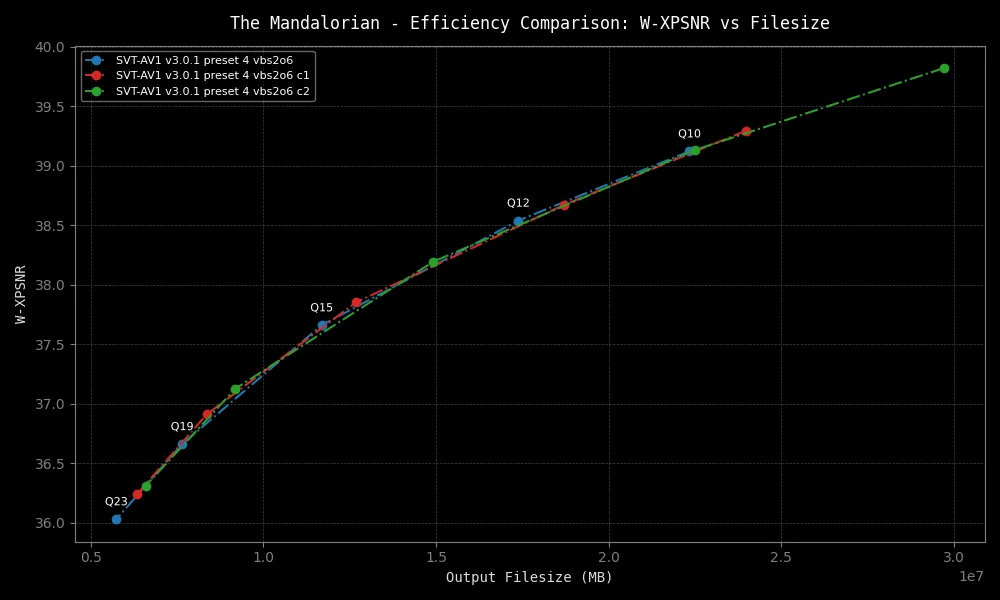 The Mandalorian - Efficiency Comparison: W-XPSNR vs Filesize
SVT-AV1 v3.0.1 preset 4 vbs2o6
SVT-AV1 v3.0.1 preset 4 vbs2o6 c1
SVT-AV1 v3.0.1 preset 4 vbs2o6 c2
40.0
39.5
39.0
38.5
38.0
37.5
37.0
36.5
36.0
W-XPSNR
Q10
Q12
Q15
Q19
Q23
0.5 1.0 1.5 2.0 2.5 3.0
1e7
Output Filesize (MB)